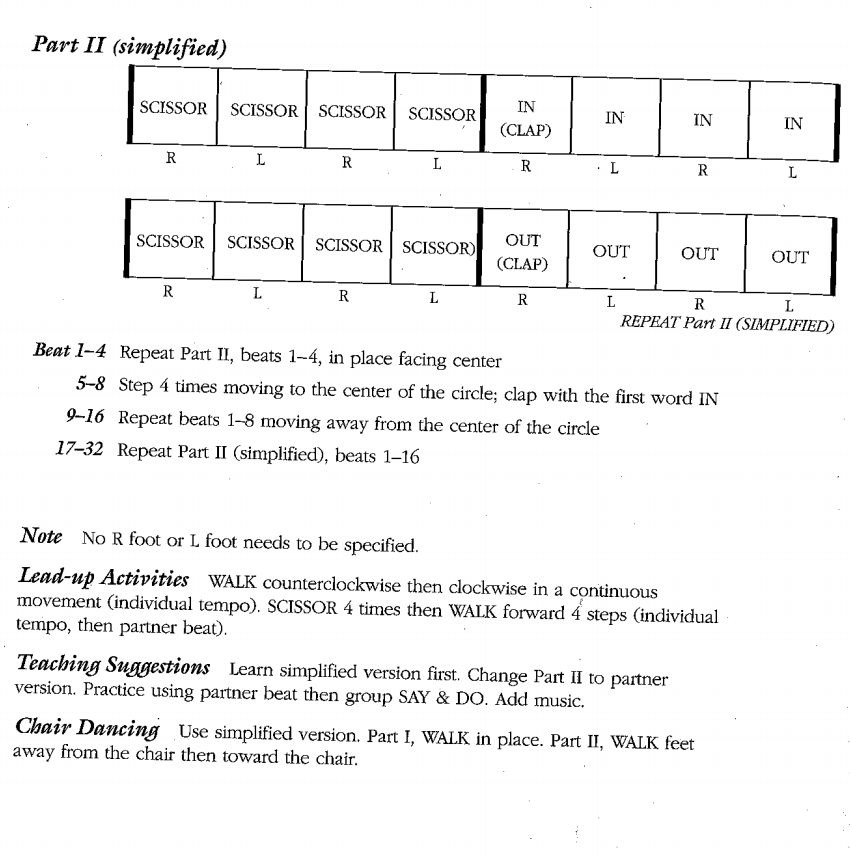 Part II (simplified)
SCISSOR SCISSOR SCISSOR SCISSOR IN (CLAP) IN IN IN
R L R L R L R L
SCISSOR SCISSOR SCISSOR SCISSOR) OUT (CLAP) OUT OUT OUT
R L R L R L R L
REPEAT Part II (SIMPLIFIED)
Beat 1–4 Repeat Part II, beats 1–4, in place facing center
5–8 Step 4 times moving to the center of the circle; clap with the first word IN
9–16 Repeat beats 1–8 moving away from the center of the circle
17–32 Repeat Part II (simplified), beats 1–16
Note No R foot or L foot needs to be specified.
Lead-up Activities WALK counterclockwise then clockwise in a continuous
movement (individual tempo). SCISSOR 4 times then WALK forward 4 steps (individual
tempo, then partner beat).
Teaching Suggestions Learn simplified version first. Change Part II to partner
version. Practice using partner beat then group SAY & DO. Add music.
Chair Dancing Use simplified version. Part I, WALK in place. Part II, WALK feet
away from the chair then toward the chair.